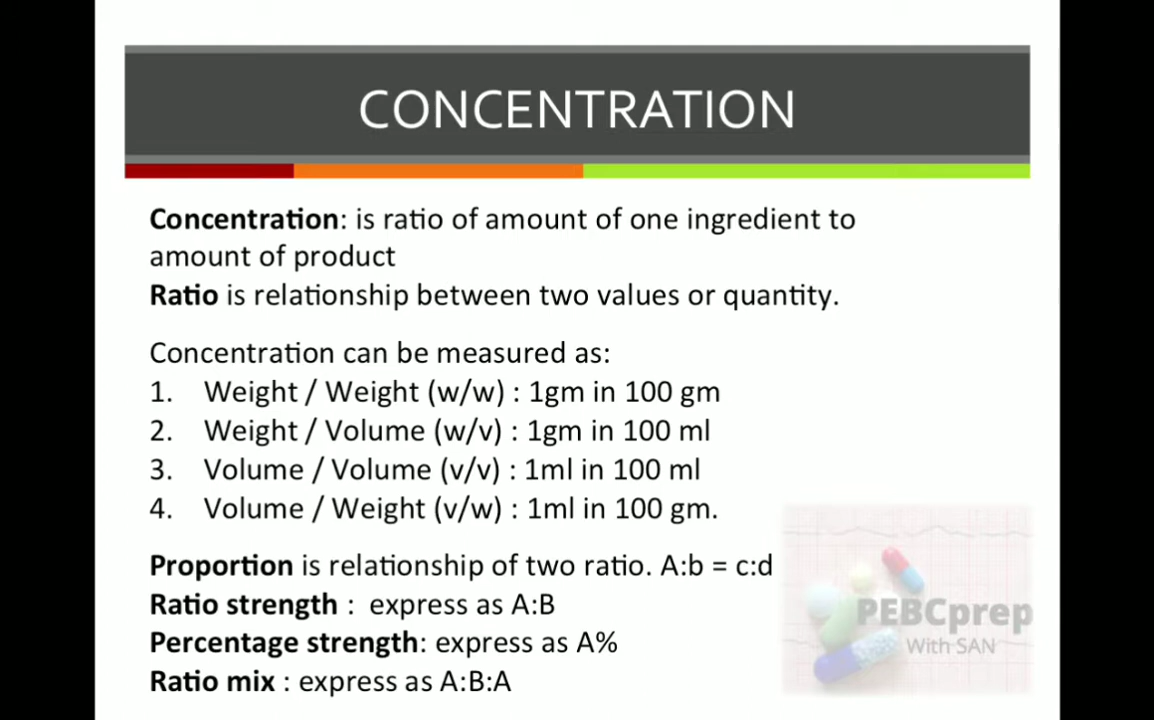 CONCENTRATION
Concentration: is ratio of amount of one ingredient to
amount of product
Ratio is relationship between two values or quantity.
Concentration can be measured as:
1. Weight / Weight (w/w) : 1gm in 100 gm
2. Weight / Volume (w/v) : 1gm in 100 ml
3. Volume / Volume (v/v) : 1ml in 100 ml
4. Volume / Weight (v/w) : 1ml in 100 gm.
Proportion is relationship of two ratio. A:b = c:d
Ratio strength : express as A:B
Percentage strength: express as A%
Ratio mix : express as A:B:A
PEBCprep
With SAN